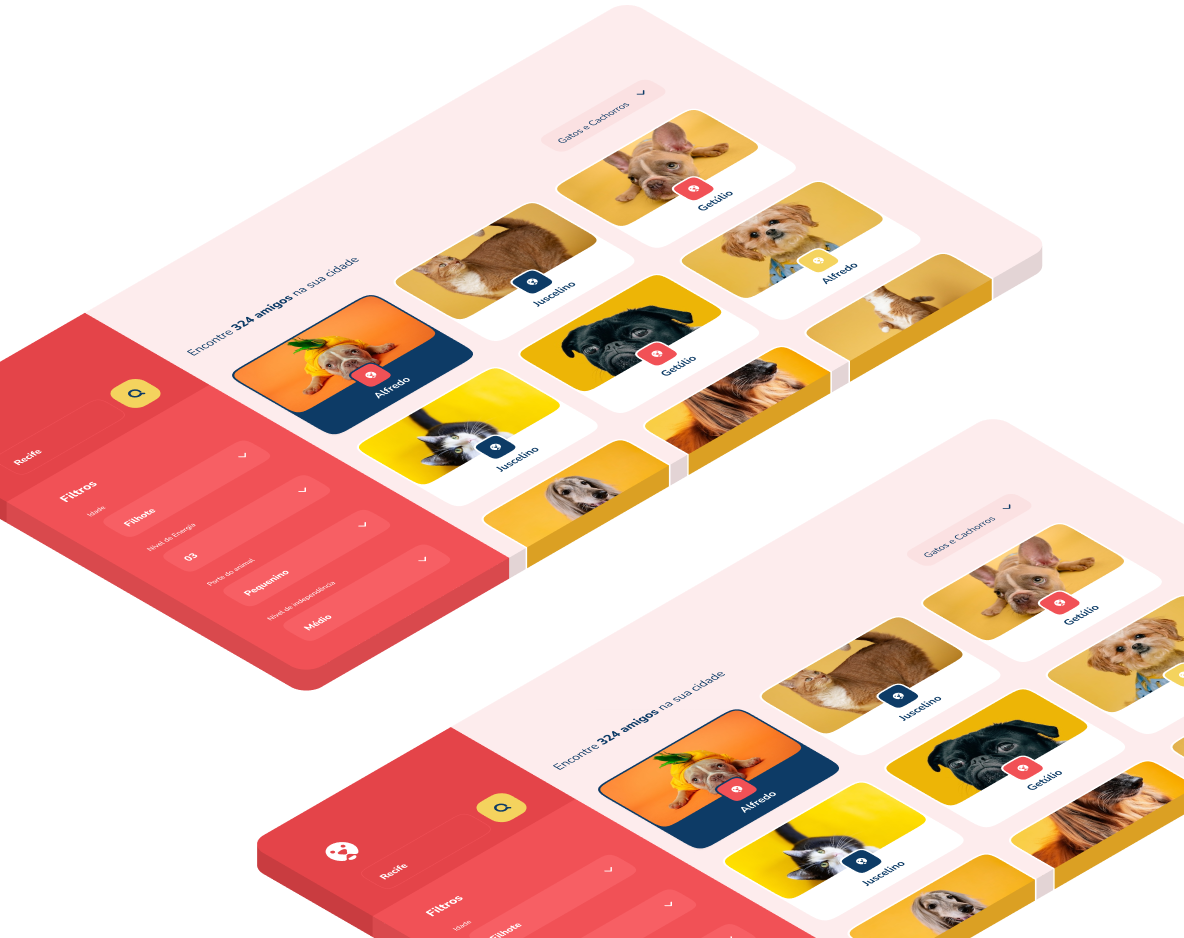 Gatos e Cachorros
Getúlio
Alfredo
Juscelino
Getúlio
Encontre 324 amigos na sua cidade
Alfredo
Juscelino
Recife
Filtros
Idade
Filhote
Nível de Energia
03
Porte do animal
Pequenino
Nível de independência
Médio
Gatos e Cachorros
Getúlio
Juscelino
Getúlio
Encontre 324 amigos na sua cidade
Alfredo
Juscelino
Recife
Filtros
Idade
Filhote